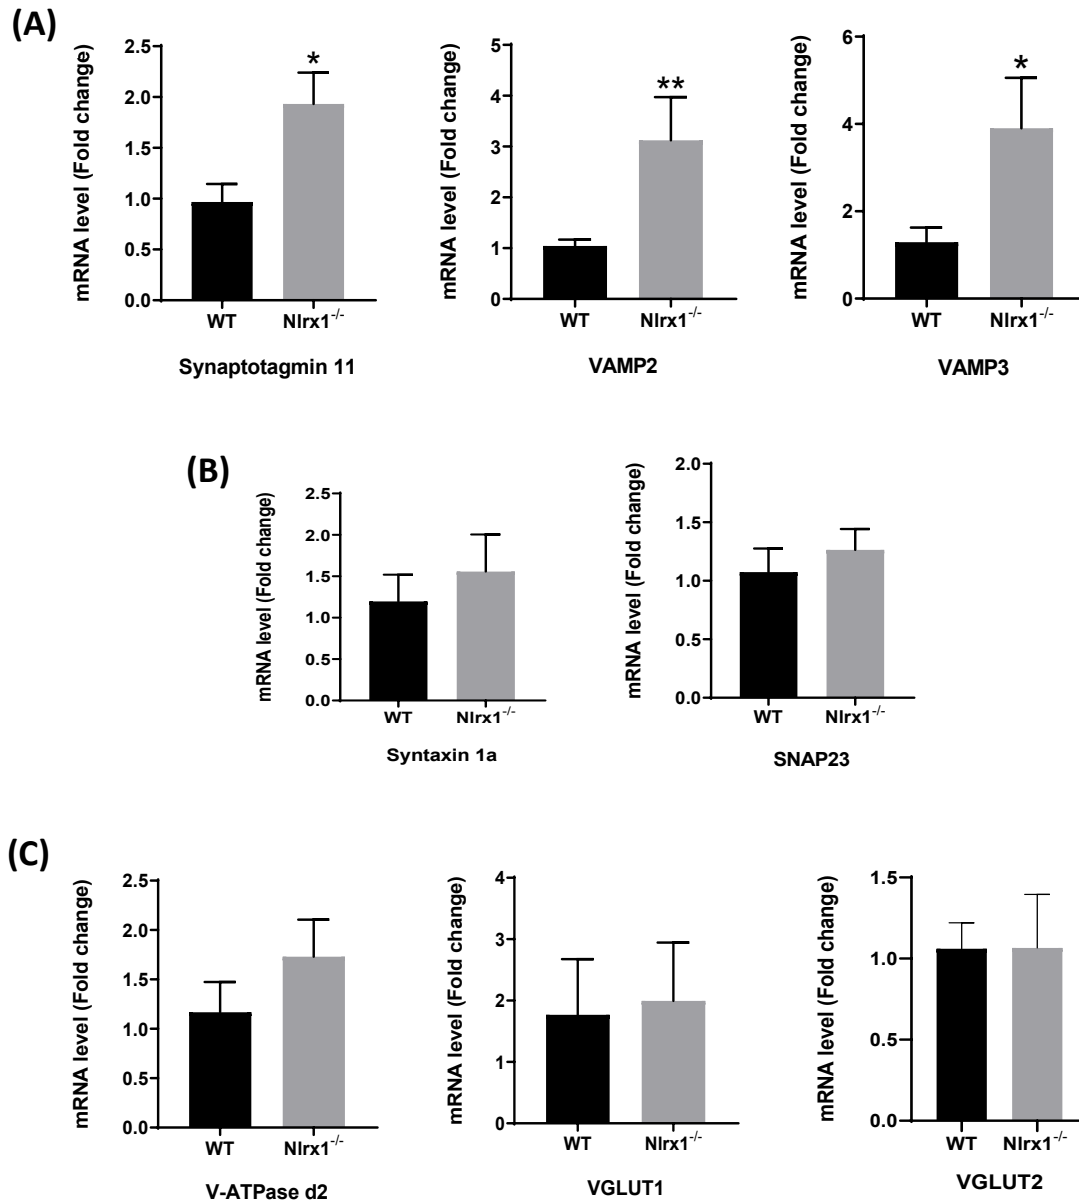 (A)
mRNA level (Fold change)
2.5
2.0
1.5
1.0
0.5
0.0
*
WT
Nlrx1-/-
Synaptotagmin 11
mRNA level (Fold change)
5
4
3
2
1
0
**
WT
Nlrx1-/-
VAMP2
mRNA level (Fold change)
6
4
2
0
*
WT
Nlrx1-/-
VAMP3
(B)
mRNA level (Fold change)
2.5
2.0
1.5
1.0
0.5
0.0
WT
Nlrx1-/-
Syntaxin 1a
mRNA level (Fold change)
2.0
1.5
1.0
0.5
0.0
WT
Nlrx1-/-
SNAP23
(C)
mRNA level (Fold change)
2.5
2.0
1.5
1.0
0.5
0.0
WT
Nlrx1-/-
V-ATPase d2
mRNA level (Fold change)
4
3
2
1
0
WT
Nlrx1-/-
VGLUT1
mRNA level (Fold change)
1.5
1.0
0.5
0.0
WT
Nlrx1-/-
VGLUT2